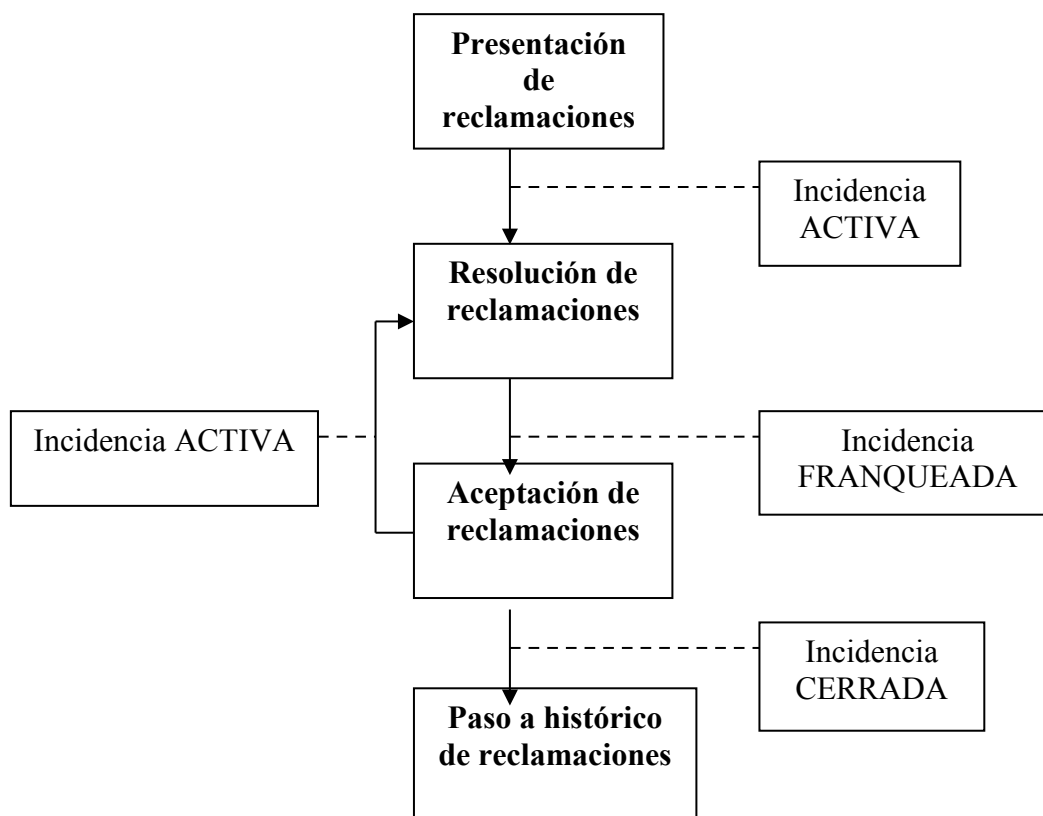 Presentación
de
reclamaciones
Incidencia
ACTIVA
Resolución de
reclamaciones
Incidencia ACTIVA
Incidencia
FRANQUEADA
Aceptación de
reclamaciones
Incidencia
CERRADA
Paso a histórico
de reclamaciones